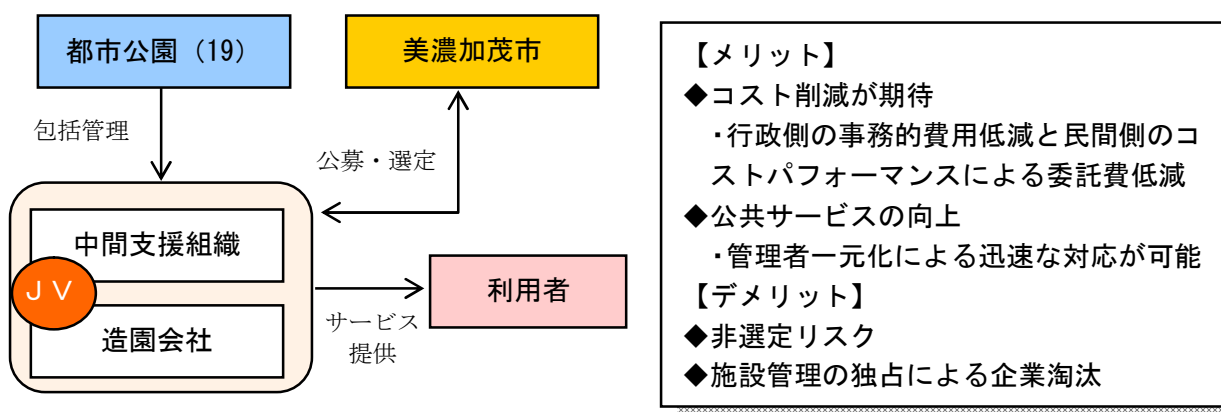 都市公園（19）
美濃加茂市
包括管理
公募・選定
中間支援組織
ＪＶ
造園会社
サービス
提供
利用者
【メリット】
◆コスト削減が期待
・行政側の事務的費用低減と民間側のコ
ストパフォーマンスによる委託費低減
◆公共サービスの向上
・管理者一元化による迅速な対応が可能
【デメリット】
◆非選定リスク
◆施設管理の独占による企業淘汰